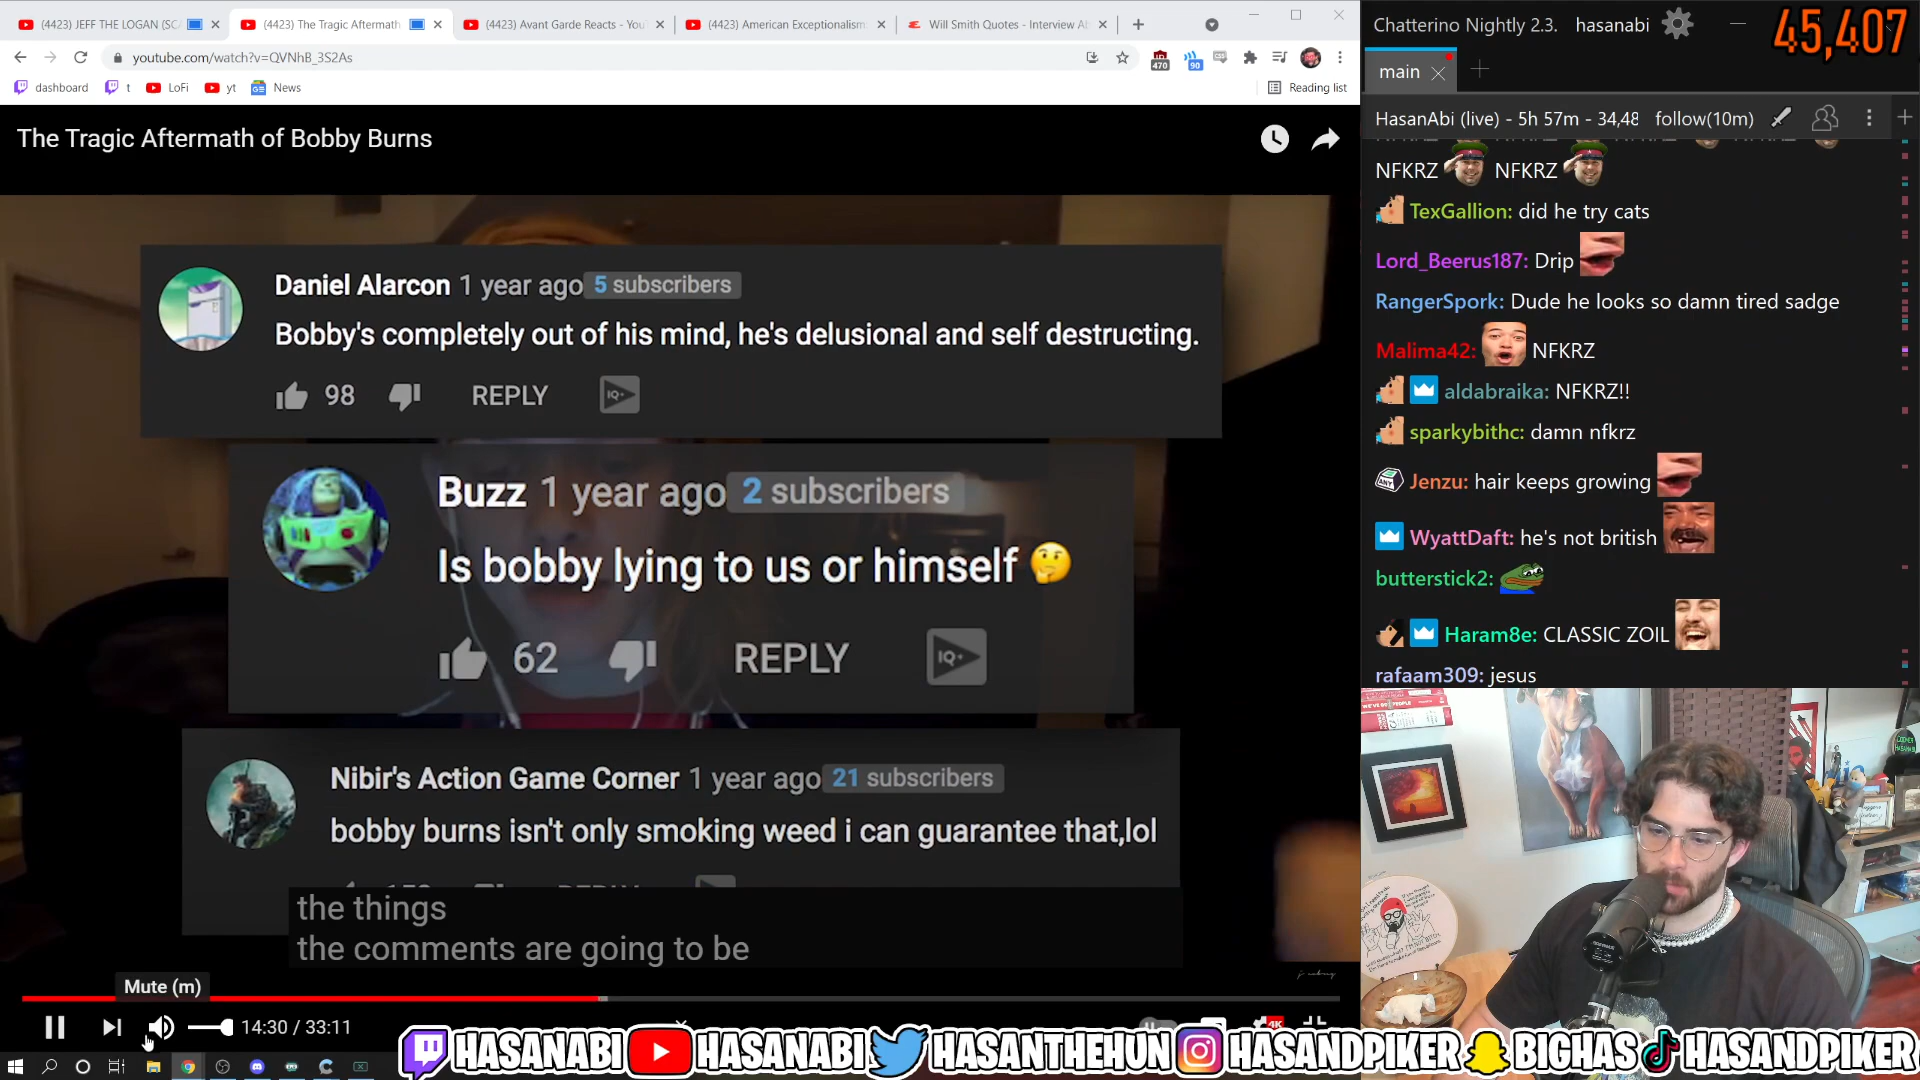 (4423) JEFF THE LOGAN (SC
(4423) The Tragic Aftermath
(4423) Avant Garde Reacts - You
(4423) American Exceptionalism
Will Smith Quotes - Interview Ab
youtube.com/watch?v=QVNhB_3S2As
470
90
dashboard
t
LoFi
yt
News
Reading list
The Tragic Aftermath of Bobby Burns
Daniel Alarcon 1 year ago 5 subscribers
Bobby's completely out of his mind, he's delusional and self destructing.
98
REPLY
IQ+
Buzz 1 year ago 2 subscribers
Is bobby lying to us or himself 🤔
62
REPLY
IQ+
Nibir's Action Game Corner 1 year ago 21 subscribers
bobby burns isn't only smoking weed i can guarantee that,lol
the things
the comments are going to be
Mute (m)
14:30 / 33:11
4K
HASANABI
HASANABI
HASANTHEHUN
HASANDPIKER
BIGHAS
HASANDPIKER
Chatterino Nightly 2.3.
hasanabi
45,407
main
HasanAbi (live) - 5h 57m - 34,48
follow(10m)
NFKRZ NFKRZ
TexGallion: did he try cats
Lord_Beerus187: Drip
RangerSpork: Dude he looks so damn tired sadge
Malima42: NFKRZ
aldabraika: NFKRZ!!
sparkybithc: damn nfkrz
Jenzu: hair keeps growing
WyattDaft: he's not british
butterstick2:
Haram8e: CLASSIC ZOIL
rafaam309: jesus